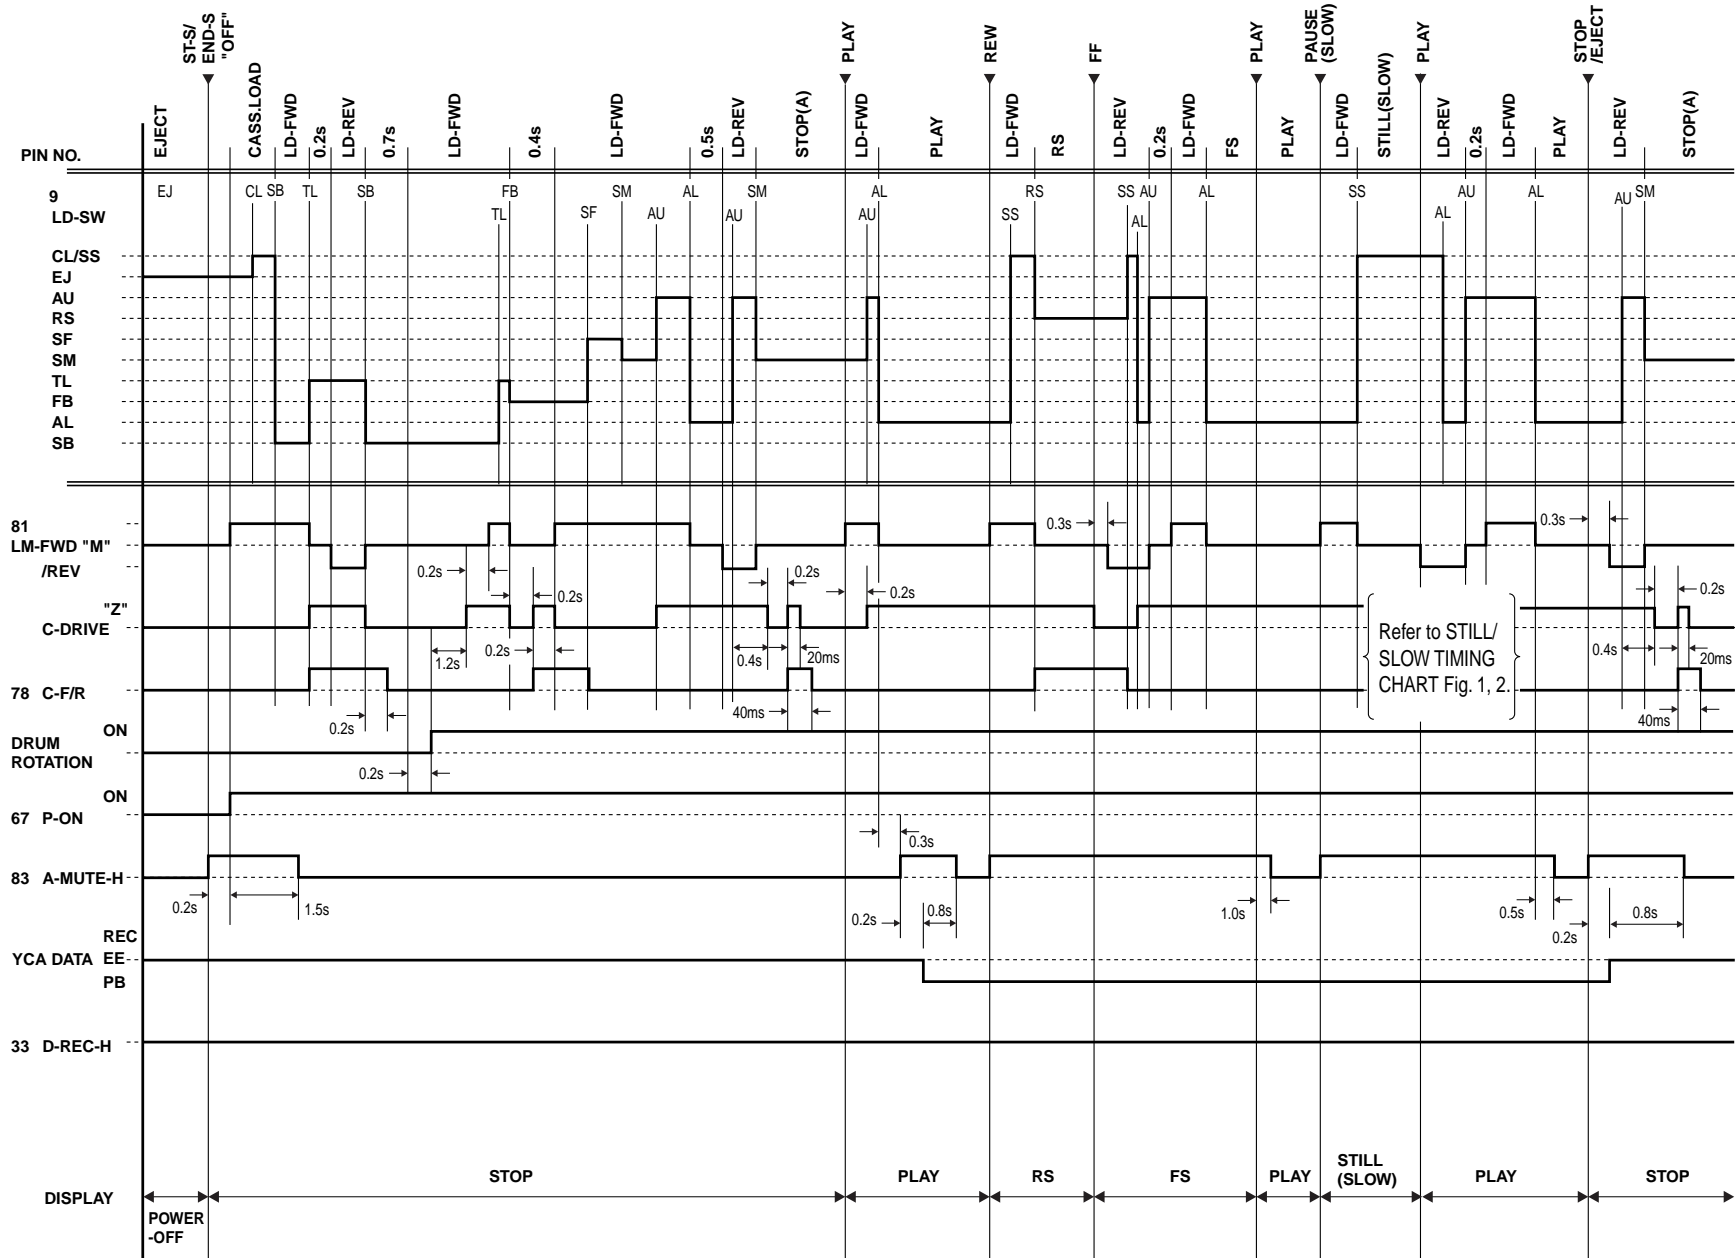 ST-S/
END-S
"OFF"
PLAY
REW
FF
PLAY
PAUSE
(SLOW)
PLAY
STOP
/EJECT
PIN NO.
EJECT
CASS.LOAD
LD-FWD
0.2s
LD-REV
0.7s
LD-FWD
0.4s
LD-FWD
0.5s
LD-REV
STOP(A)
LD-FWD
PLAY
LD-FWD
RS
LD-REV
0.2s
LD-FWD
FS
PLAY
LD-FWD
STILL(SLOW)
LD-REV
0.2s
LD-FWD
PLAY
LD-REV
STOP(A)
9
LD-SW
EJ CL SB TL SB FB SM AL SM AL RS SS AU AL SS AU AL SM
TL SF AU AU AU SS AL AL AU
CL/SS
EJ
AU
RS
SF
SM
TL
FB
AL
SB
81
LM-FWD "M"
/REV
0.3s
0.3s
0.2s
0.2s
0.2s
0.2s
0.2s
"Z"
C-DRIVE
1.2s
0.2s
0.4s
20ms
Refer to STILL/
SLOW TIMING
CHART Fig. 1, 2.
0.4s
20ms
78 C-F/R
0.2s
40ms
40ms
ON
DRUM
ROTATION
0.2s
ON
67 P-ON
0.3s
83 A-MUTE-H
0.2s
1.5s
0.2s
0.8s
1.0s
0.5s
0.2s
0.8s
REC
YCA DATA EE
PB
33 D-REC-H
DISPLAY
POWER
-OFF
STOP
PLAY
RS
FS
PLAY
STILL
(SLOW)
PLAY
STOP